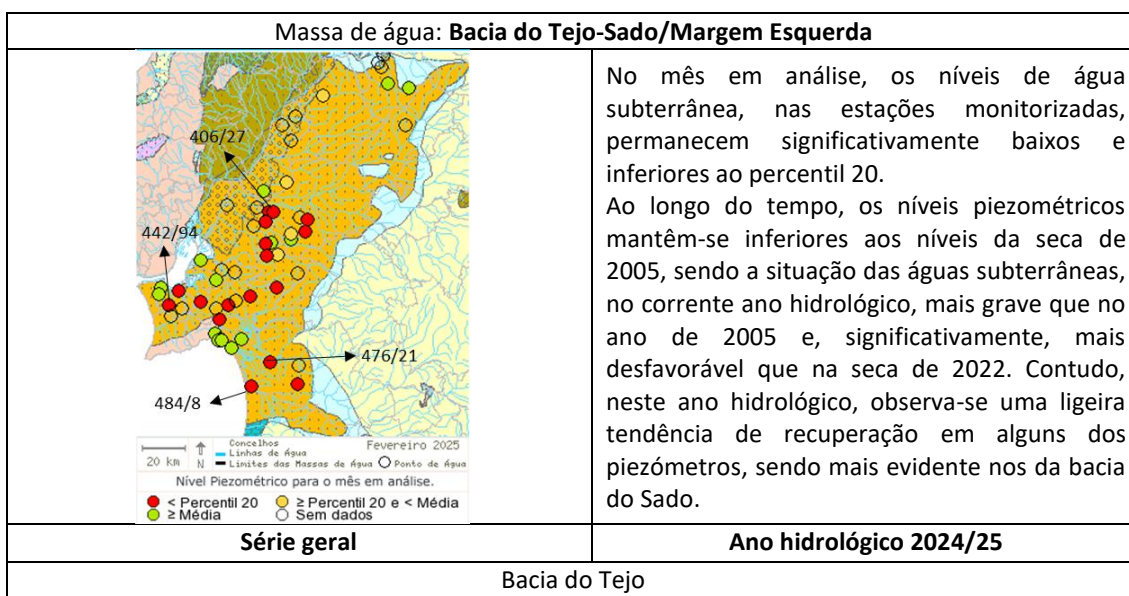 Massa de água: Bacia do Tejo-Sado/Margem Esquerda
406/27
442/94
476/21
484/8
Concelhos
Fevereiro 2025
Linhas de Água
20 km N Limites das Massas de Água Ponto de Água
Nível Piezométrico para o mês em análise.
< Percentil 20 ≥ Percentil 20 e < Média
≥ Média Sem dados
No mês em análise, os níveis de água
subterrânea, nas estações monitorizadas,
permanecem significativamente baixos e
inferiores ao percentil 20.
Ao longo do tempo, os níveis piezométricos
mantêm-se inferiores aos níveis da seca de
2005, sendo a situação das águas subterrâneas,
no corrente ano hidrológico, mais grave que no
ano de 2005 e, significativamente, mais
desfavorável que na seca de 2022. Contudo,
neste ano hidrológico, observa-se uma ligeira
tendência de recuperação em alguns dos
piezómetros, sendo mais evidente nos da bacia
do Sado.
Série geral
Ano hidrológico 2024/25
Bacia do Tejo